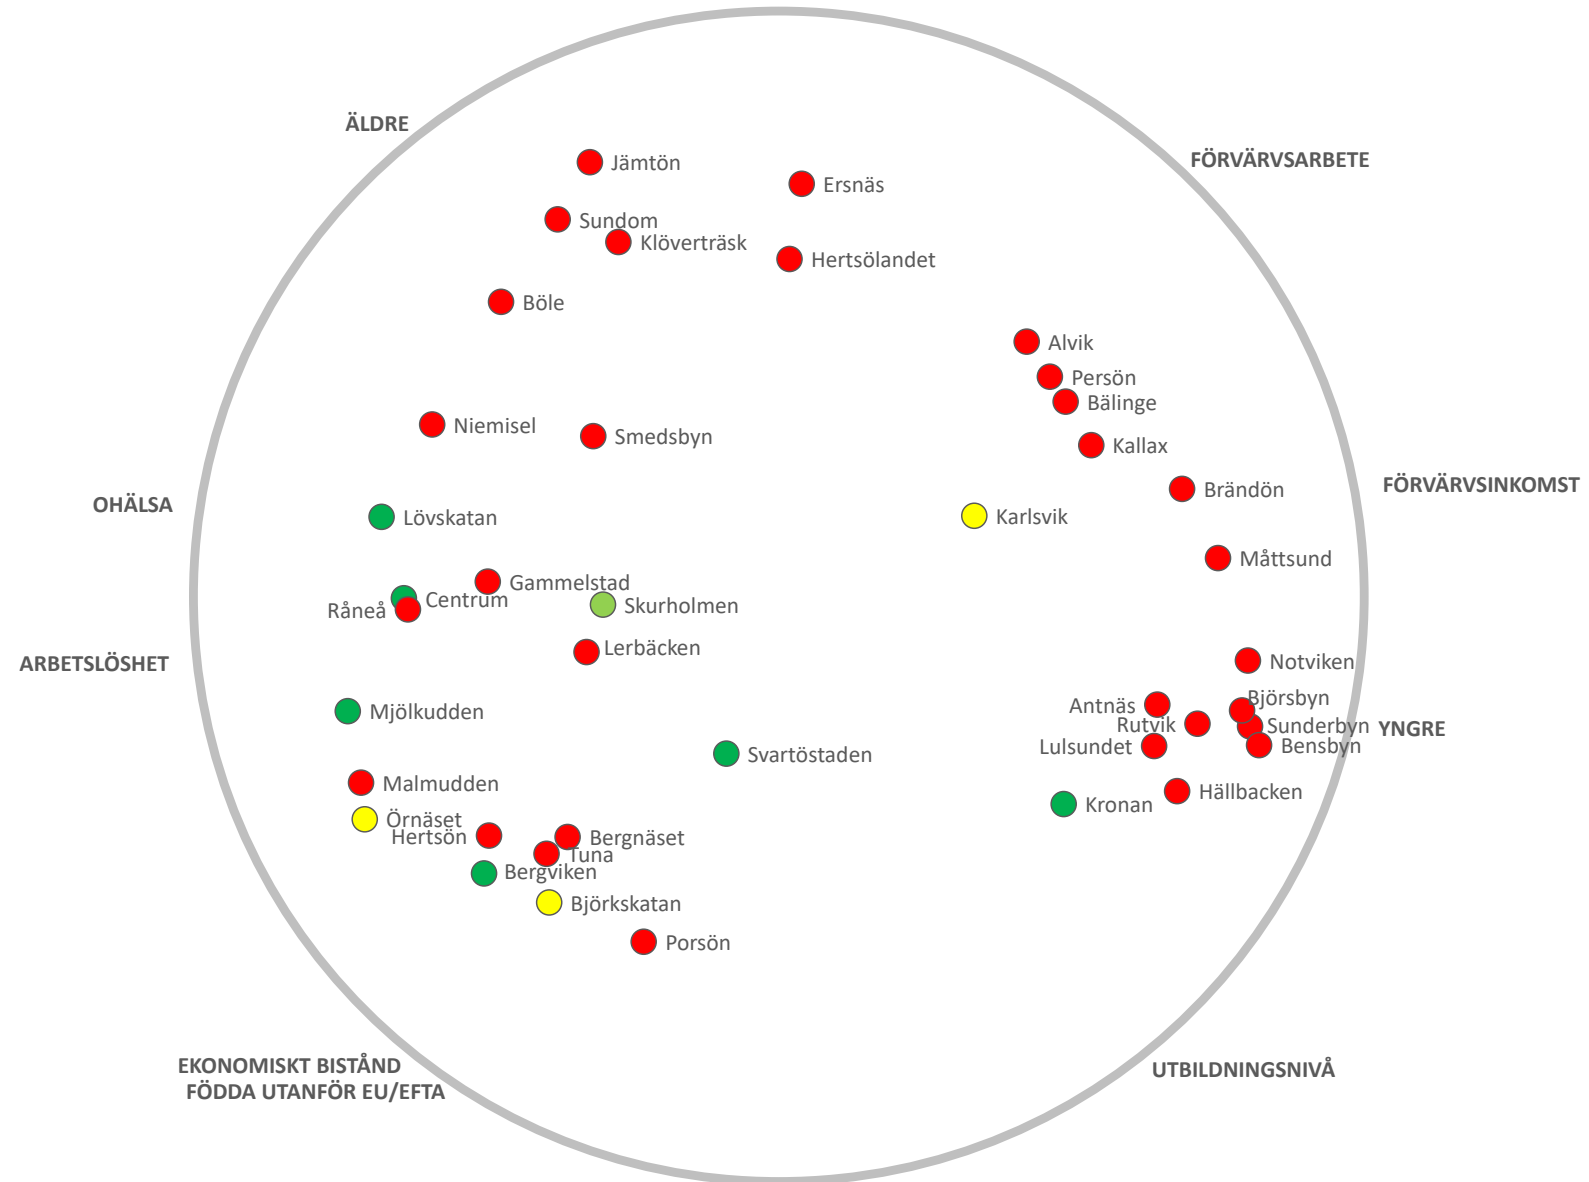 ÄLDRE
FÖRVÄRVSARBETE
Jämtön
Ersnäs
Sundom
Klöverträsk
Hertsölandet
Böle
Alvik
Persön
Bälinge
Niemisel
Smedsbyn
Kallax
FÖRVÄRVSINKOMST
Brändön
OHÄLSA
Lövskatan
Karlsvik
Måttsund
Gammelstad
Centrum
Råneå
Skurholmen
Lerbäcken
ARBETSLÖSHET
Notviken
Björsbyn
Antnäs
Mjölkudden
Rutvik
Sunderbyn
YNGRE
Lulsundet
Bensbyn
Svartöstaden
Malmudden
Hällbacken
Kronan
Örnäset
Hertsön
Bergnäset
Tuna
Bergviken
Björkskatan
Porsön
EKONOMISKT BISTÅND
FÖDDA UTANFÖR EU/EFTA
UTBILDNINGSNIVÅ